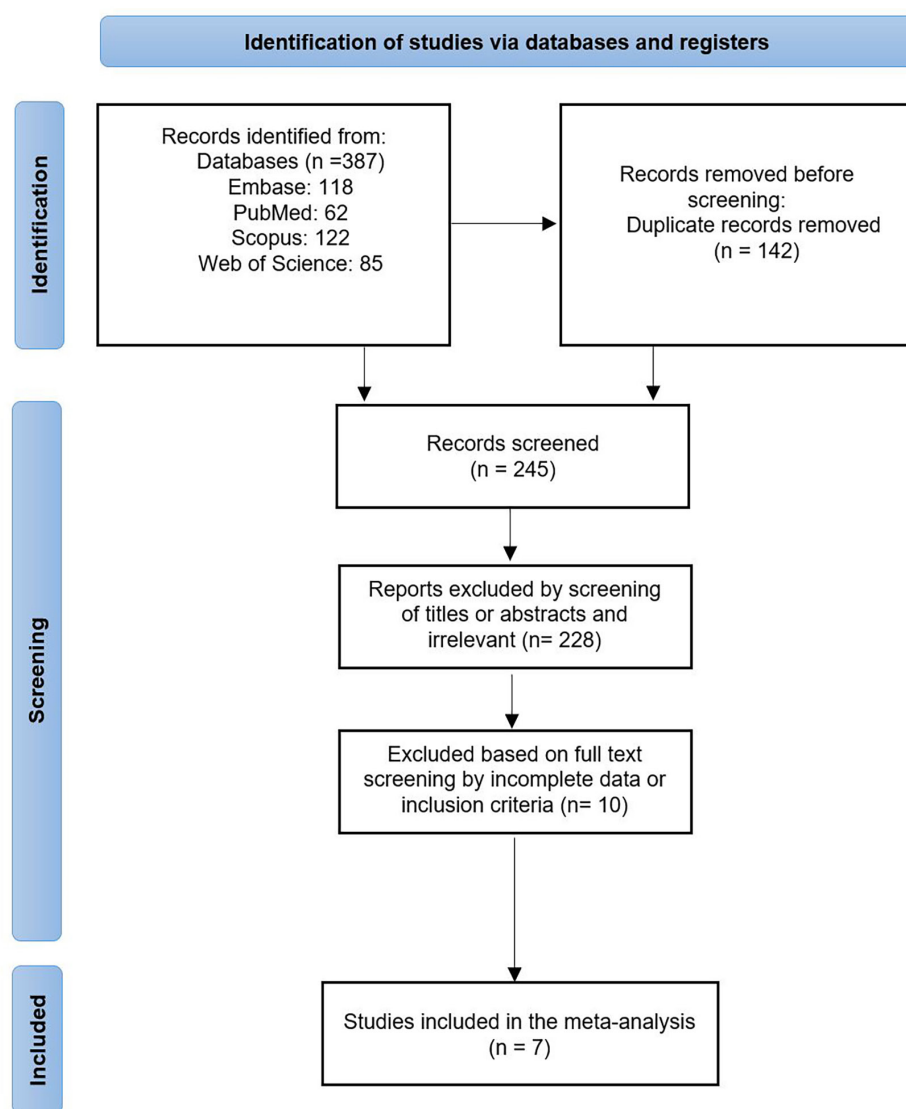 Identification of studies via databases and registers
Identification
Records identified from:
Databases (n =387)
Embase: 118
PubMed: 62
Scopus: 122
Web of Science: 85
Records removed before
screening:
Duplicate records removed
(n = 142)
Screening
Records screened
(n = 245)
Reports excluded by screening
of titles or abstracts and
irrelevant (n= 228)
Excluded based on full text
screening by incomplete data or
inclusion criteria (n= 10)
Included
Studies included in the meta-analysis
(n = 7)